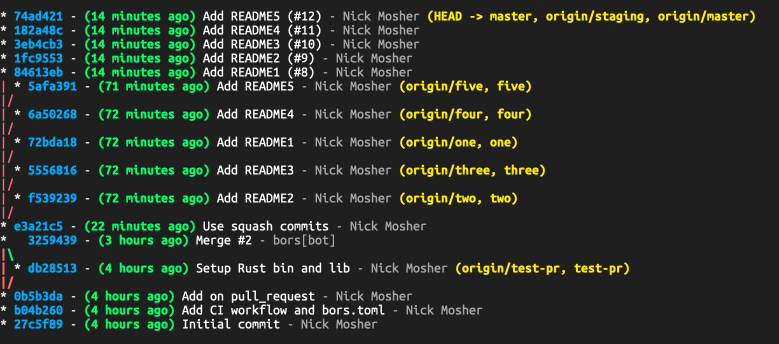 * 74ad421 - (14 minutes ago) Add README5 (#12) - Nick Mosher (HEAD -> master, origin/staging, origin/master)
* 182a48c - (14 minutes ago) Add README4 (#11) - Nick Mosher
* 3eb4cb3 - (14 minutes ago) Add README3 (#10) - Nick Mosher
* 1fc9553 - (14 minutes ago) Add README2 (#9) - Nick Mosher
* 84613eb - (14 minutes ago) Add README1 (#8) - Nick Mosher
| * 5afa391 - (71 minutes ago) Add README5 - Nick Mosher (origin/five, five)
|/
| * 6a50268 - (72 minutes ago) Add README4 - Nick Mosher (origin/four, four)
|/
| * 72bda18 - (72 minutes ago) Add README1 - Nick Mosher (origin/one, one)
|/
| * 5556816 - (72 minutes ago) Add README3 - Nick Mosher (origin/three, three)
|/
| * f539239 - (72 minutes ago) Add README2 - Nick Mosher (origin/two, two)
|/
* e3a21c5 - (22 minutes ago) Use squash commits - Nick Mosher
*   3259439 - (3 hours ago) Merge #2 - bors[bot]
|\
| * db28513 - (4 hours ago) Setup Rust bin and lib - Nick Mosher (origin/test-pr, test-pr)
|/
* 0b5b3da - (4 hours ago) Add on pull_request - Nick Mosher
* b04b260 - (4 hours ago) Add CI workflow and bors.toml - Nick Mosher
* 27c5f89 - (4 hours ago) Initial commit - Nick Mosher